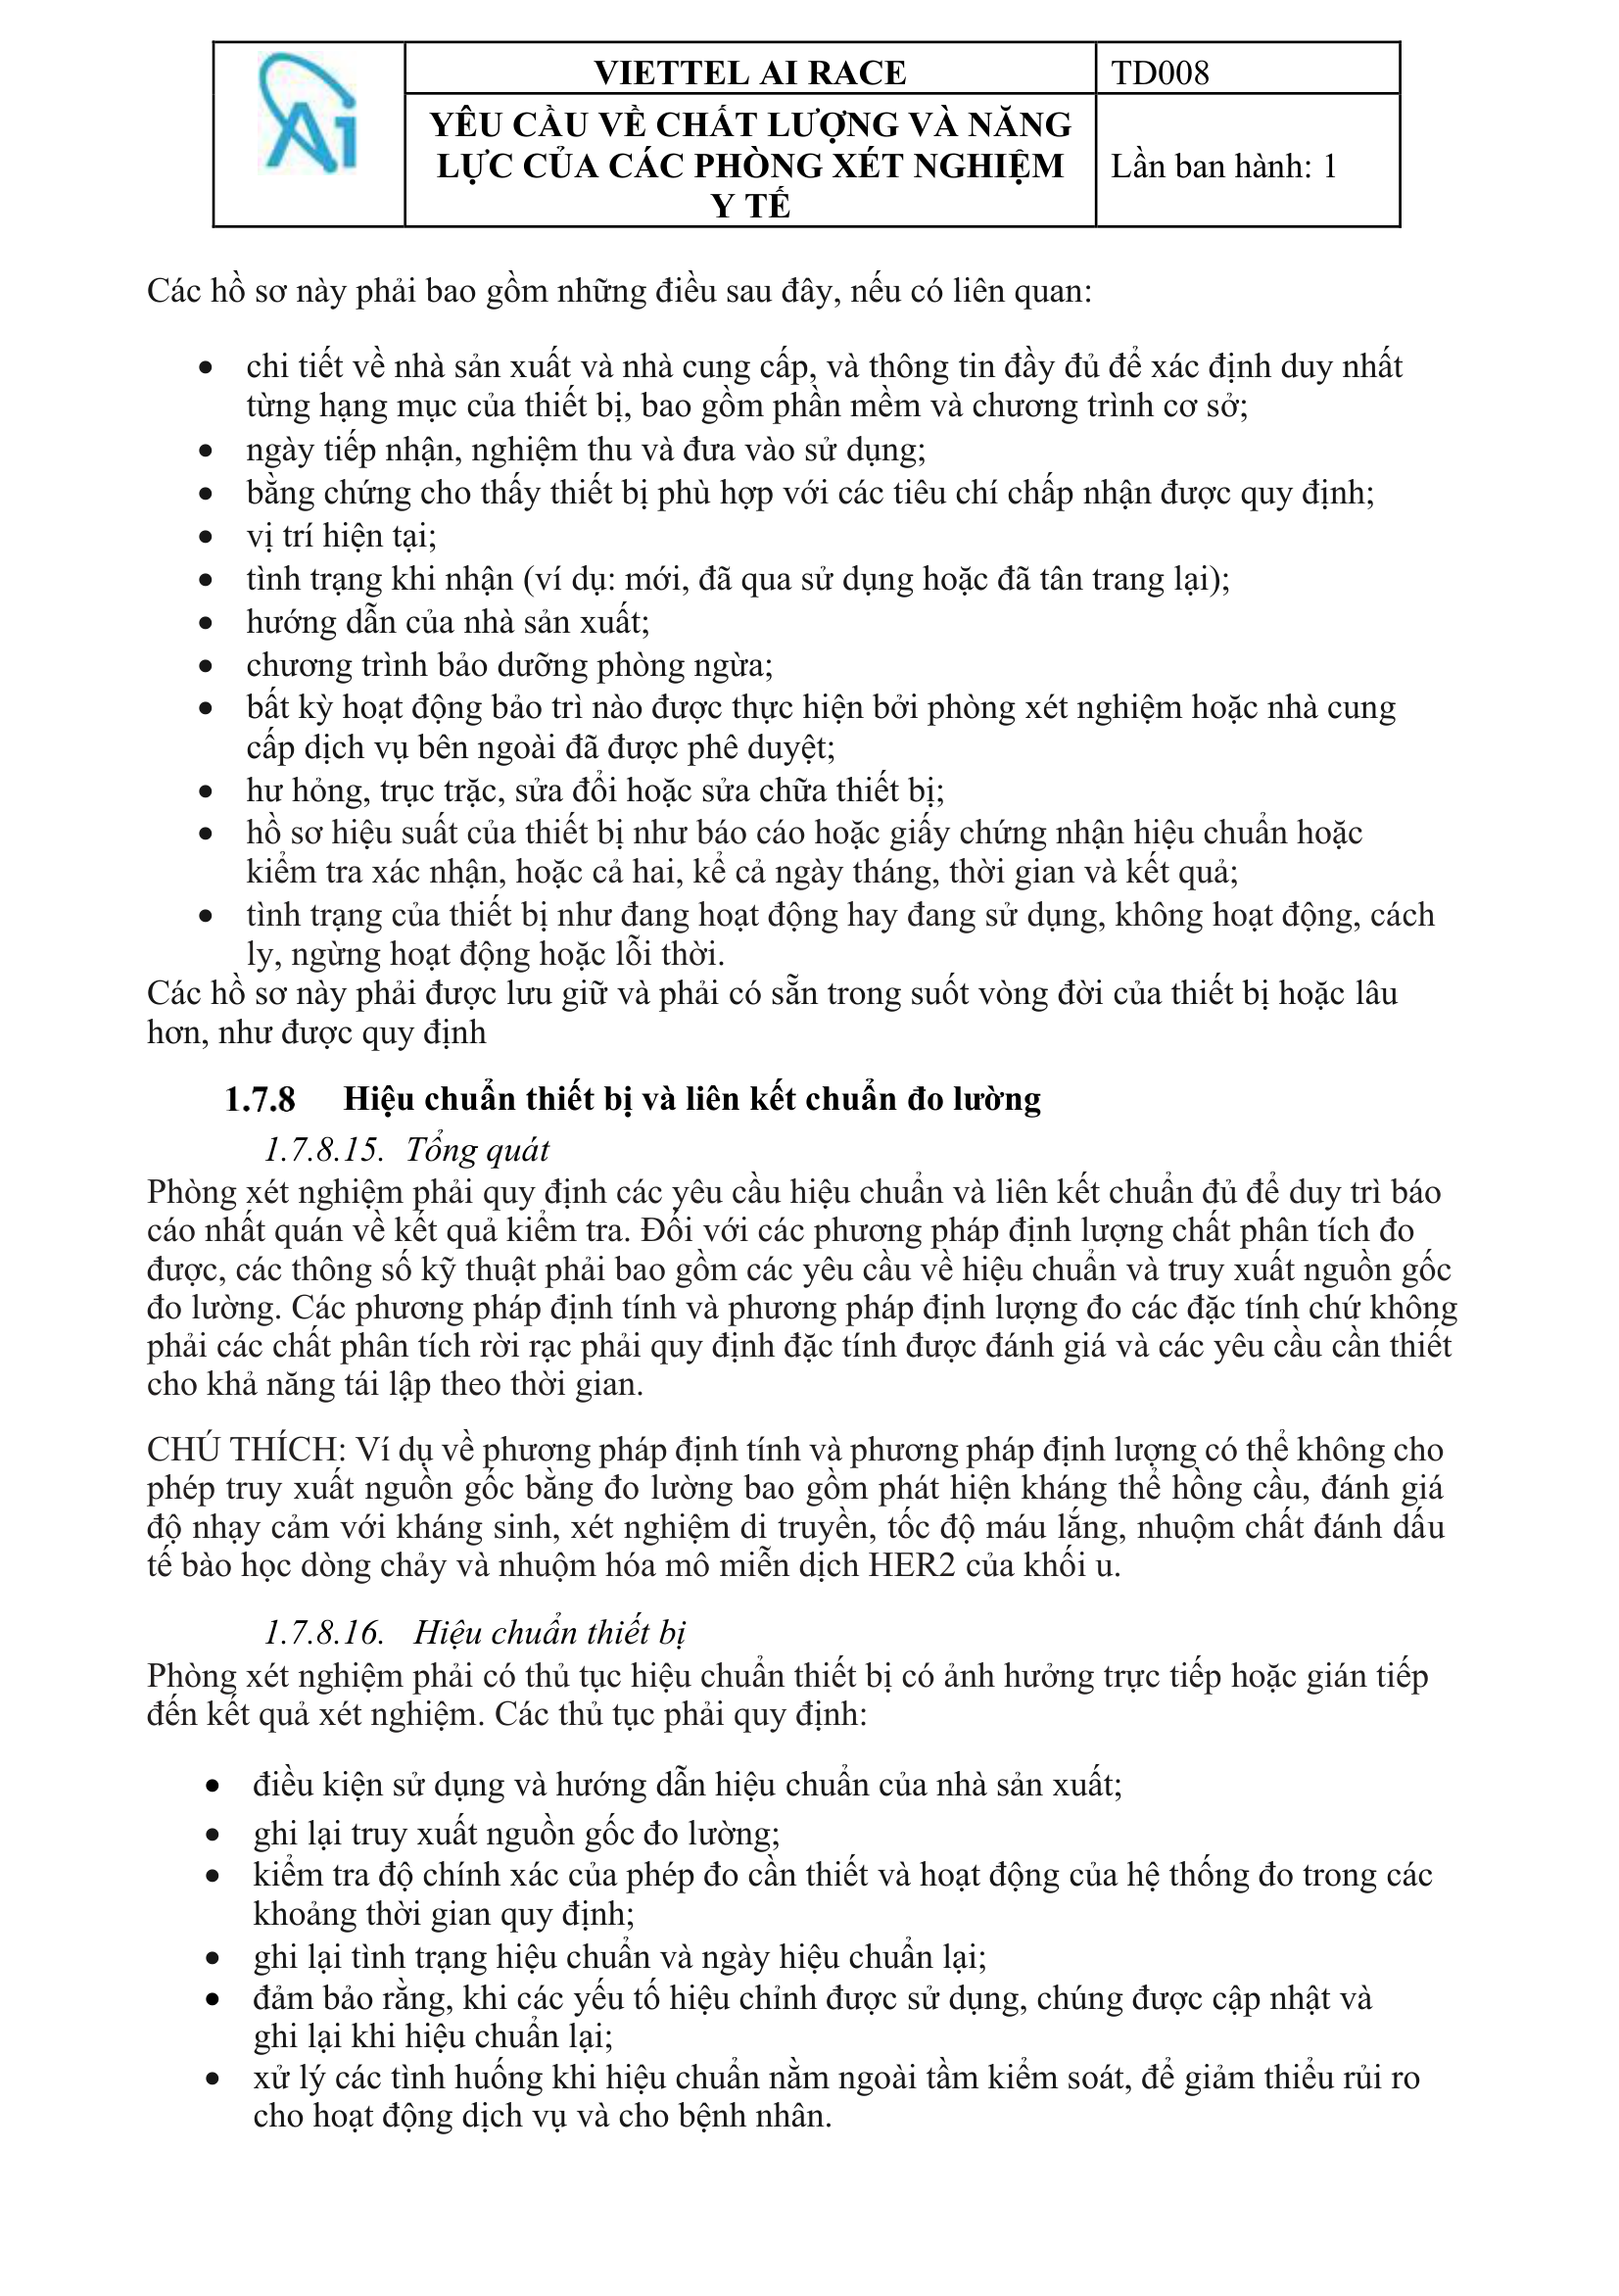 Ai
VIETTEL AI RACE
TD008
YÊU CẦU VỀ CHẤT LƯỢNG VÀ NĂNG
LỰC CỦA CÁC PHÒNG XÉT NGHIỆM
Y TẾ
Lần ban hành: 1
Các hồ sơ này phải bao gồm những điều sau đây, nếu có liên quan:
• chi tiết về nhà sản xuất và nhà cung cấp, và thông tin đầy đủ để xác định duy nhất
từng hạng mục của thiết bị, bao gồm phần mềm và chương trình cơ sở;
• ngày tiếp nhận, nghiệm thu và đưa vào sử dụng;
• bằng chứng cho thấy thiết bị phù hợp với các tiêu chí chấp nhận được quy định;
• vị trí hiện tại;
• tình trạng khi nhận (ví dụ: mới, đã qua sử dụng hoặc đã tân trang lại);
• hướng dẫn của nhà sản xuất;
• chương trình bảo dưỡng phòng ngừa;
• bất kỳ hoạt động bảo trì nào được thực hiện bởi phòng xét nghiệm hoặc nhà cung
cấp dịch vụ bên ngoài đã được phê duyệt;
• hư hỏng, trục trặc, sửa đổi hoặc sửa chữa thiết bị;
• hồ sơ hiệu suất của thiết bị như báo cáo hoặc giấy chứng nhận hiệu chuẩn hoặc
kiểm tra xác nhận, hoặc cả hai, kể cả ngày tháng, thời gian và kết quả;
• tình trạng của thiết bị như đang hoạt động hay đang sử dụng, không hoạt động, cách
ly, ngừng hoạt động hoặc lỗi thời.
Các hồ sơ này phải được lưu giữ và phải có sẵn trong suốt vòng đời của thiết bị hoặc lâu
hơn, như được quy định
1.7.8 Hiệu chuẩn thiết bị và liên kết chuẩn đo lường
1.7.8.15. Tổng quát
Phòng xét nghiệm phải quy định các yêu cầu hiệu chuẩn và liên kết chuẩn đủ để duy trì báo
cáo nhất quán về kết quả kiểm tra. Đối với các phương pháp định lượng chất phân tích đo
được, các thông số kỹ thuật phải bao gồm các yêu cầu về hiệu chuẩn và truy xuất nguồn gốc
đo lường. Các phương pháp định tính và phương pháp định lượng đo các đặc tính chứ không
phải các chất phân tích rời rạc phải quy định đặc tính được đánh giá và các yêu cầu cần thiết
cho khả năng tái lập theo thời gian.
CHÚ THÍCH: Ví dụ về phương pháp định tính và phương pháp định lượng có thể không cho
phép truy xuất nguồn gốc bằng đo lường bao gồm phát hiện kháng thể hồng cầu, đánh giá
độ nhạy cảm với kháng sinh, xét nghiệm di truyền, tốc độ máu lắng, nhuộm chất đánh dấu
tế bào học dòng chảy và nhuộm hóa mô miễn dịch HER2 của khối u.
1.7.8.16. Hiệu chuẩn thiết bị
Phòng xét nghiệm phải có thủ tục hiệu chuẩn thiết bị có ảnh hưởng trực tiếp hoặc gián tiếp
đến kết quả xét nghiệm. Các thủ tục phải quy định:
• điều kiện sử dụng và hướng dẫn hiệu chuẩn của nhà sản xuất;
• ghi lại truy xuất nguồn gốc đo lường;
• kiểm tra độ chính xác của phép đo cần thiết và hoạt động của hệ thống đo trong các
khoảng thời gian quy định;
• ghi lại tình trạng hiệu chuẩn và ngày hiệu chuẩn lại;
• đảm bảo rằng, khi các yếu tố hiệu chỉnh được sử dụng, chúng được cập nhật và
ghi lại khi hiệu chuẩn lại;
• xử lý các tình huống khi hiệu chuẩn nằm ngoài tầm kiểm soát, để giảm thiểu rủi ro
cho hoạt động dịch vụ và cho bệnh nhân.